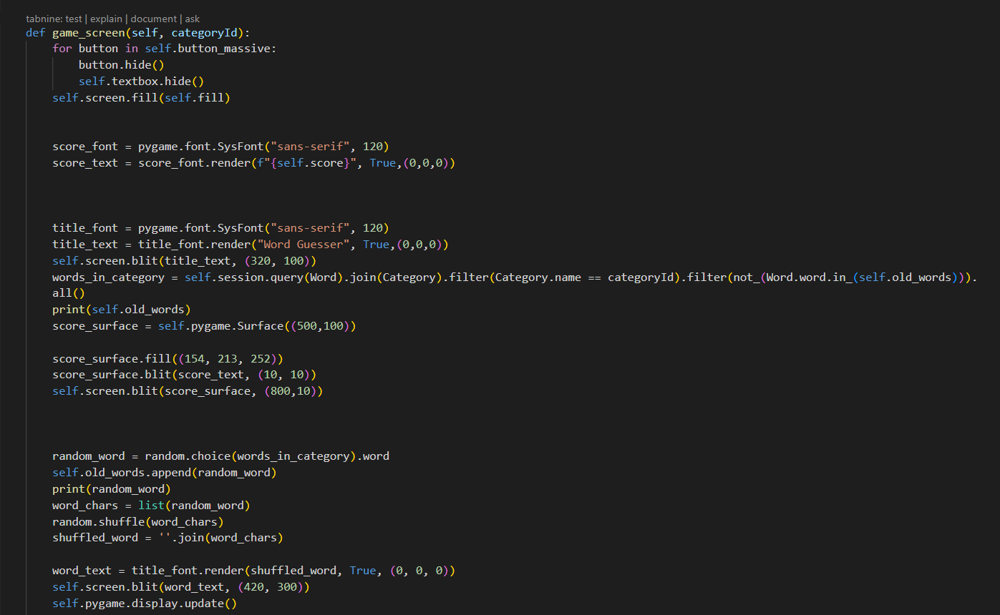 tabnine: test | explain | document | ask
def game_screen(self, categoryId):
for button in self.button_massive:
button.hide()
self.textbox.hide()
self.screen.fill(self.fill)
score_font = pygame.font.SysFont("sans-serif", 120)
score_text = score_font.render(f"{self.score}", True,(0,0,0))
title_font = pygame.font.SysFont("sans-serif", 120)
title_text = title_font.render("Word Guesser", True,(0,0,0))
self.screen.blit(title_text, (320, 100))
words_in_category = self.session.query(Word).join(Category).filter(Category.name == categoryId).filter(not_(Word.word.in_(self.old_words))).
all()
print(self.old_words)
score_surface = self.pygame.Surface((500,100))
score_surface.fill((154, 213, 252))
score_surface.blit(score_text, (10, 10))
self.screen.blit(score_surface, (800,10))
random_word = random.choice(words_in_category).word
self.old_words.append(random_word)
print(random_word)
word_chars = list(random_word)
random.shuffle(word_chars)
shuffled_word = ''.join(word_chars)
word_text = title_font.render(shuffled_word, True, (0, 0, 0))
self.screen.blit(word_text, (420, 300))
self.pygame.display.update()